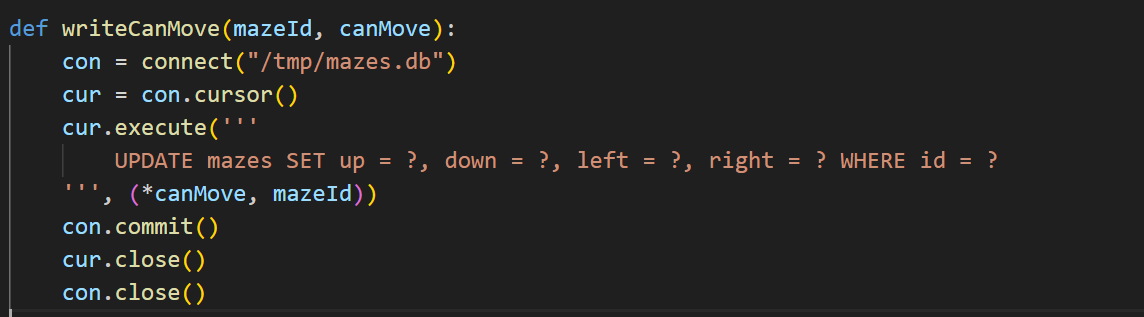 def writeCanMove(mazeId, canMove):
    con = connect("/tmp/mazes.db")
    cur = con.cursor()
    cur.execute('''
        UPDATE mazes SET up = ?, down = ?, left = ?, right = ? WHERE id = ?
    ''', (*canMove, mazeId))
    con.commit()
    cur.close()
    con.close()